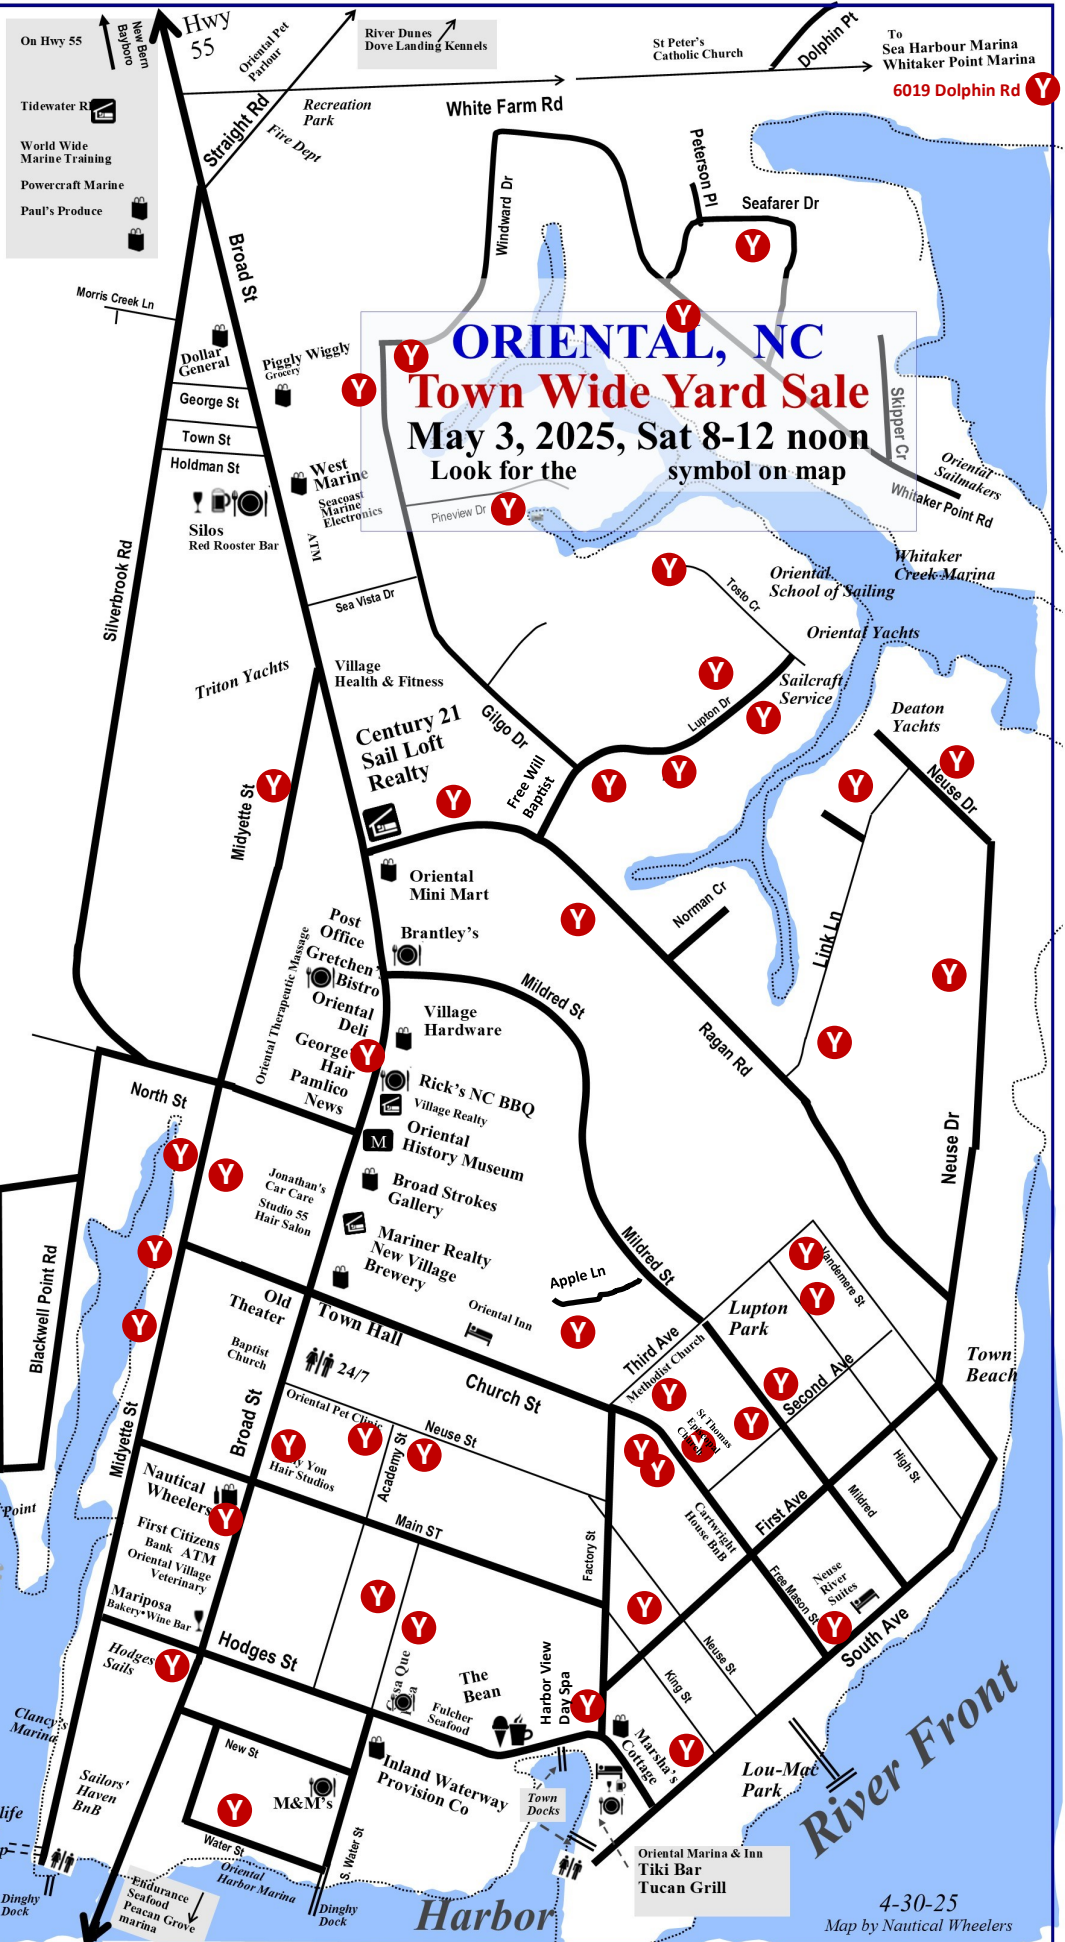 On Hwy 55
New Bern
Bayboro
Tidewater R
World Wide
Marine Training
Powercraft Marine
Paul's Produce
Hwy
55
Oriental Pet
Parlour
River Dunes
Dove Landing Kennels
St Peter's
Catholic Church
Dolphin Pt
To
Sea Harbour Marina
Whitaker Point Marina
6019 Dolphin Rd Y
Straight Rd
Recreation
Park
Fire Dept
White Farm Rd
Peterson Pl
Seafarer Dr
Y
Windward Dr
Broad St
Morris Creek Ln
Dollar
General
Piggly Wiggly
Grocery
George St
Town St
Holdman St
Silos
Red Rooster Bar
West
Marine
Seacoast
Marine
Electronics
ATM
Y
Y
Y
ORIENTAL, NC
Town Wide Yard Sale
May 3, 2025, Sat 8-12 noon
Look for the symbol on map
Pineview Dr
Y
Skipper Cr
Oriental
Sailmakers
Whitaker Point Rd
Whitaker
Creek Marina
Oriental
School of Sailing
Oriental Yachts
Y
Tosto Cr
Silverbrook Rd
Sea Vista Dr
Triton Yachts
Village
Health & Fitness
Century 21
Sail Loft
Realty
Gilgo Dr
Free Will
Baptist
Y
Lupton Dr
Y
Sailcraft
Service
Deaton
Yachts
Y
Neuse Dr
Y
Y
Y
Y
Y
Midyette St
Oriental
Mini Mart
Brantley's
Y
Norman Cr
Link Ln
Y
Y
Post
Office
Gretchen's
Bistro
Oriental
Deli
George
Hair
Pamlico
News
Oriental Therapeutic Massage
Y
Village
Hardware
Mildred St
Ragan Rd
Rick's NC BBQ
Village Realty
M
Oriental
History Museum
Broad Strokes
Gallery
Mariner Realty
New Village
Brewery
North St
Y
Y
Jonathan's
Car Care
Studio 55
Hair Salon
Neuse Dr
Blackwell Point Rd
Y
Y
Old
Theater
Town Hall
Baptist
Church
24/7
Apple Ln
Oriental Inn
Y
Mildred St
Y
Vandemere St
Y
Lupton
Park
Third Ave
Methodist Church
Y
Town
Beach
Church St
Second Ave
Y
Y
St Thomas
Episcopal
Church
Y
Y
Y
Broad St
Midyette St
Oriental Pet Clinic
Y
Y
y You
Hair Studios
Academy St
Neuse St
Y
High St
Mildred
First Ave
Cartwright
House BnB
Nautical
Wheelers
Y
First Citizens
Bank ATM
Oriental Village
Veterinary
Mariposa
Bakery•Wine Bar
Main ST
Factory St
Point
Y
Y
Y
Free Mason St
Neuse
River
Suites
Y
South Ave
Hodges St
Hodges
Sails
Y
sa Que
a
The
Bean
Fulcher
Seafood
Harbor View
Day Spa
Y
Neuse St
King St
Y
Marsha's
Cottage
Lou-Mac
Park
River Front
Clancy's
Marina
Sailors'
Haven
BnB
life
p
New St
M&M's
Y
Water St
S. Water St
Inland Waterway
Provision Co
Town
Docks
Oriental Marina & Inn
Tiki Bar
Tucan Grill
Dinghy
Dock
Endurance
Seafood
Peacan Grove
marina
Oriental
Harbor Marina
Dinghy
Dock
Harbor
4-30-25
Map by Nautical Wheelers